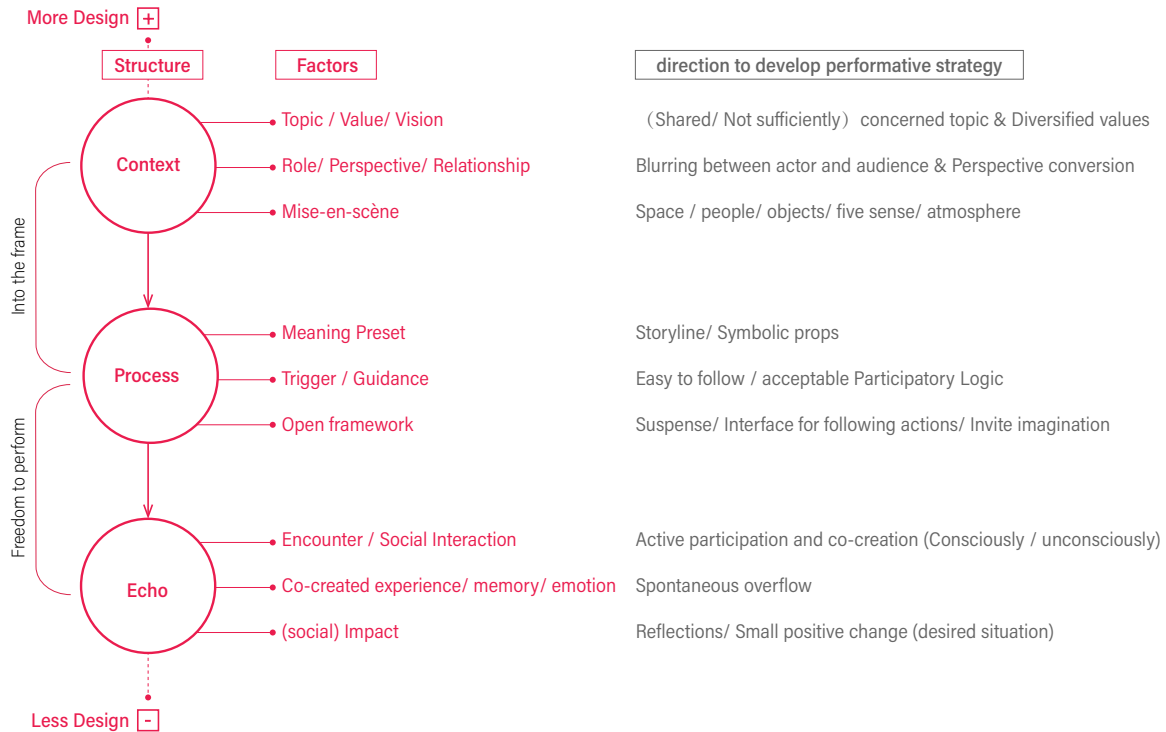 More Design +
Structure
Factors
direction to develop performative strategy
Context
Topic / Value/ Vision
（Shared/ Not sufficiently）concerned topic & Diversified values
Role/ Perspective/ Relationship
Blurring between actor and audience & Perspective conversion
Mise-en-scène
Space / people/ objects/ five sense/ atmosphere
Into the frame
Process
Meaning Preset
Storyline/ Symbolic props
Trigger / Guidance
Easy to follow / acceptable Participatory Logic
Open framework
Suspense/ Interface for following actions/ Invite imagination
Freedom to perform
Echo
Encounter / Social Interaction
Active participation and co-creation (Consciously / unconsciously)
Co-created experience/ memory/ emotion
Spontaneous overflow
(social) Impact
Reflections/ Small positive change (desired situation)
Less Design -